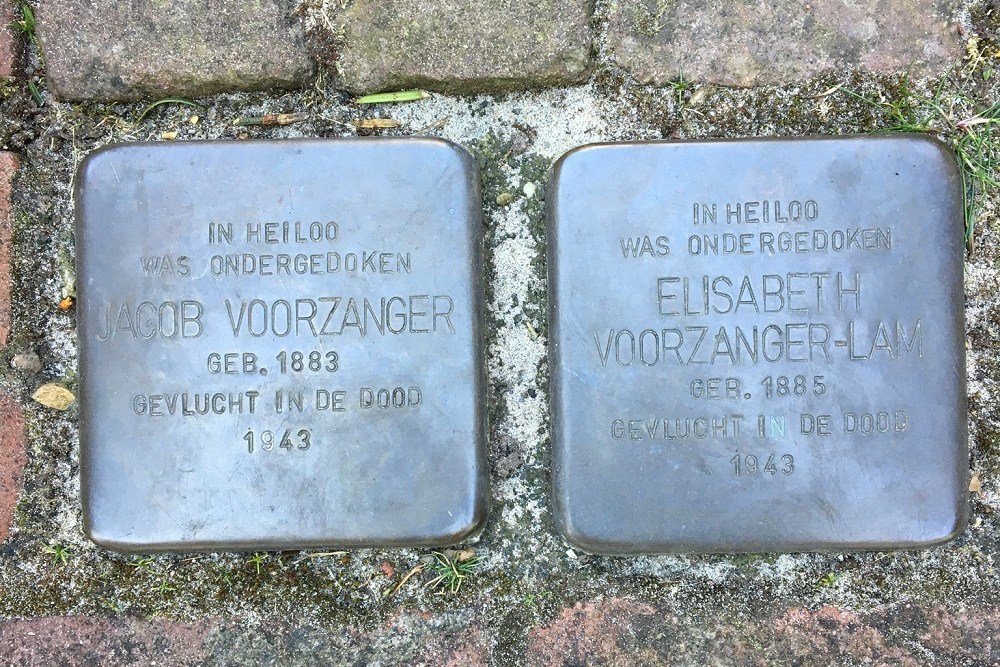 IN HEILOO
WAS ONDERGEDOKEN
JACOB VOORZANGER
GEB. 1883
GEVLUCHT IN DE DOOD
1943
IN HEILOO
WAS ONDERGEDOKEN
ELISABETH
VOORZANGER-LAM
GEB. 1885
GEVLUCHT IN DE DOOD
1943